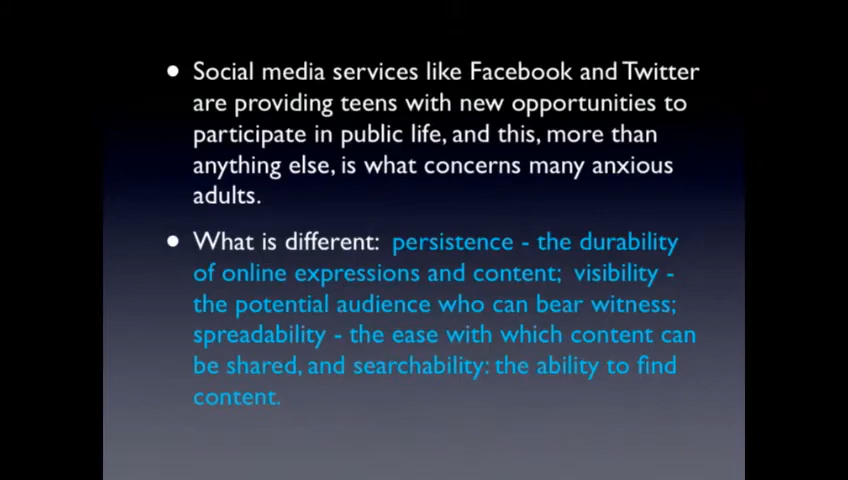 • Social media services like Facebook and Twitter
are providing teens with new opportunities to
participate in public life, and this, more than
anything else, is what concerns many anxious
adults.
• What is different: persistence - the durability
of online expressions and content; visibility -
the potential audience who can bear witness;
spreadability - the ease with which content can
be shared, and searchability: the ability to find
content.